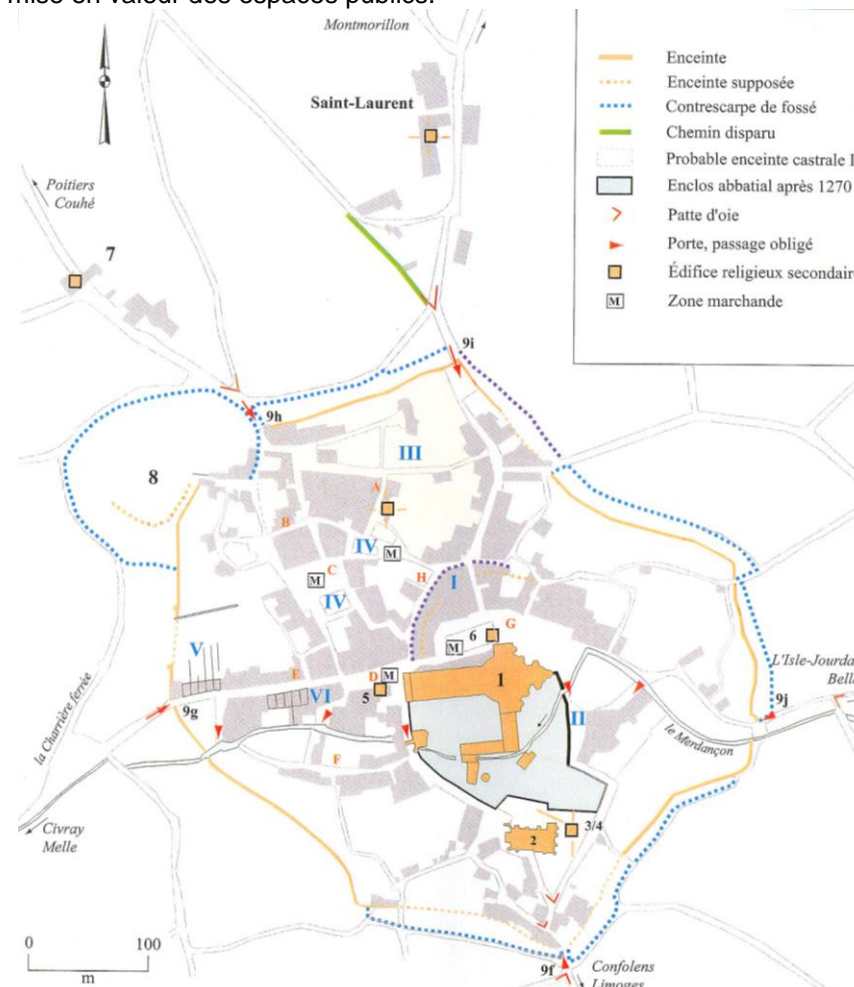 mise en valeur des espaces publics.
Montmorillon
Saint-Laurent
Enceinte
Enceinte supposée
Contrescarpe de fossé
Chemin disparu
Probable enceinte castrale I
Enclos abbatial après 1270
Patte d'oie
Porte, passage obligé
Édifice religieux secondaire
M Zone marchande
Poitiers
Couhé
7
9i
9h
8
III
A
B
IV
M
C
M
H
I
IV
G
6
M
V
E
D
M
1
L'Isle-Jourda
Bella
5
VI
II
9j
9g
la Charrière ferrée
le Merdançon
F
Civray
Melle
3/4
2
0
100
m
9f
Confolens
Limoges